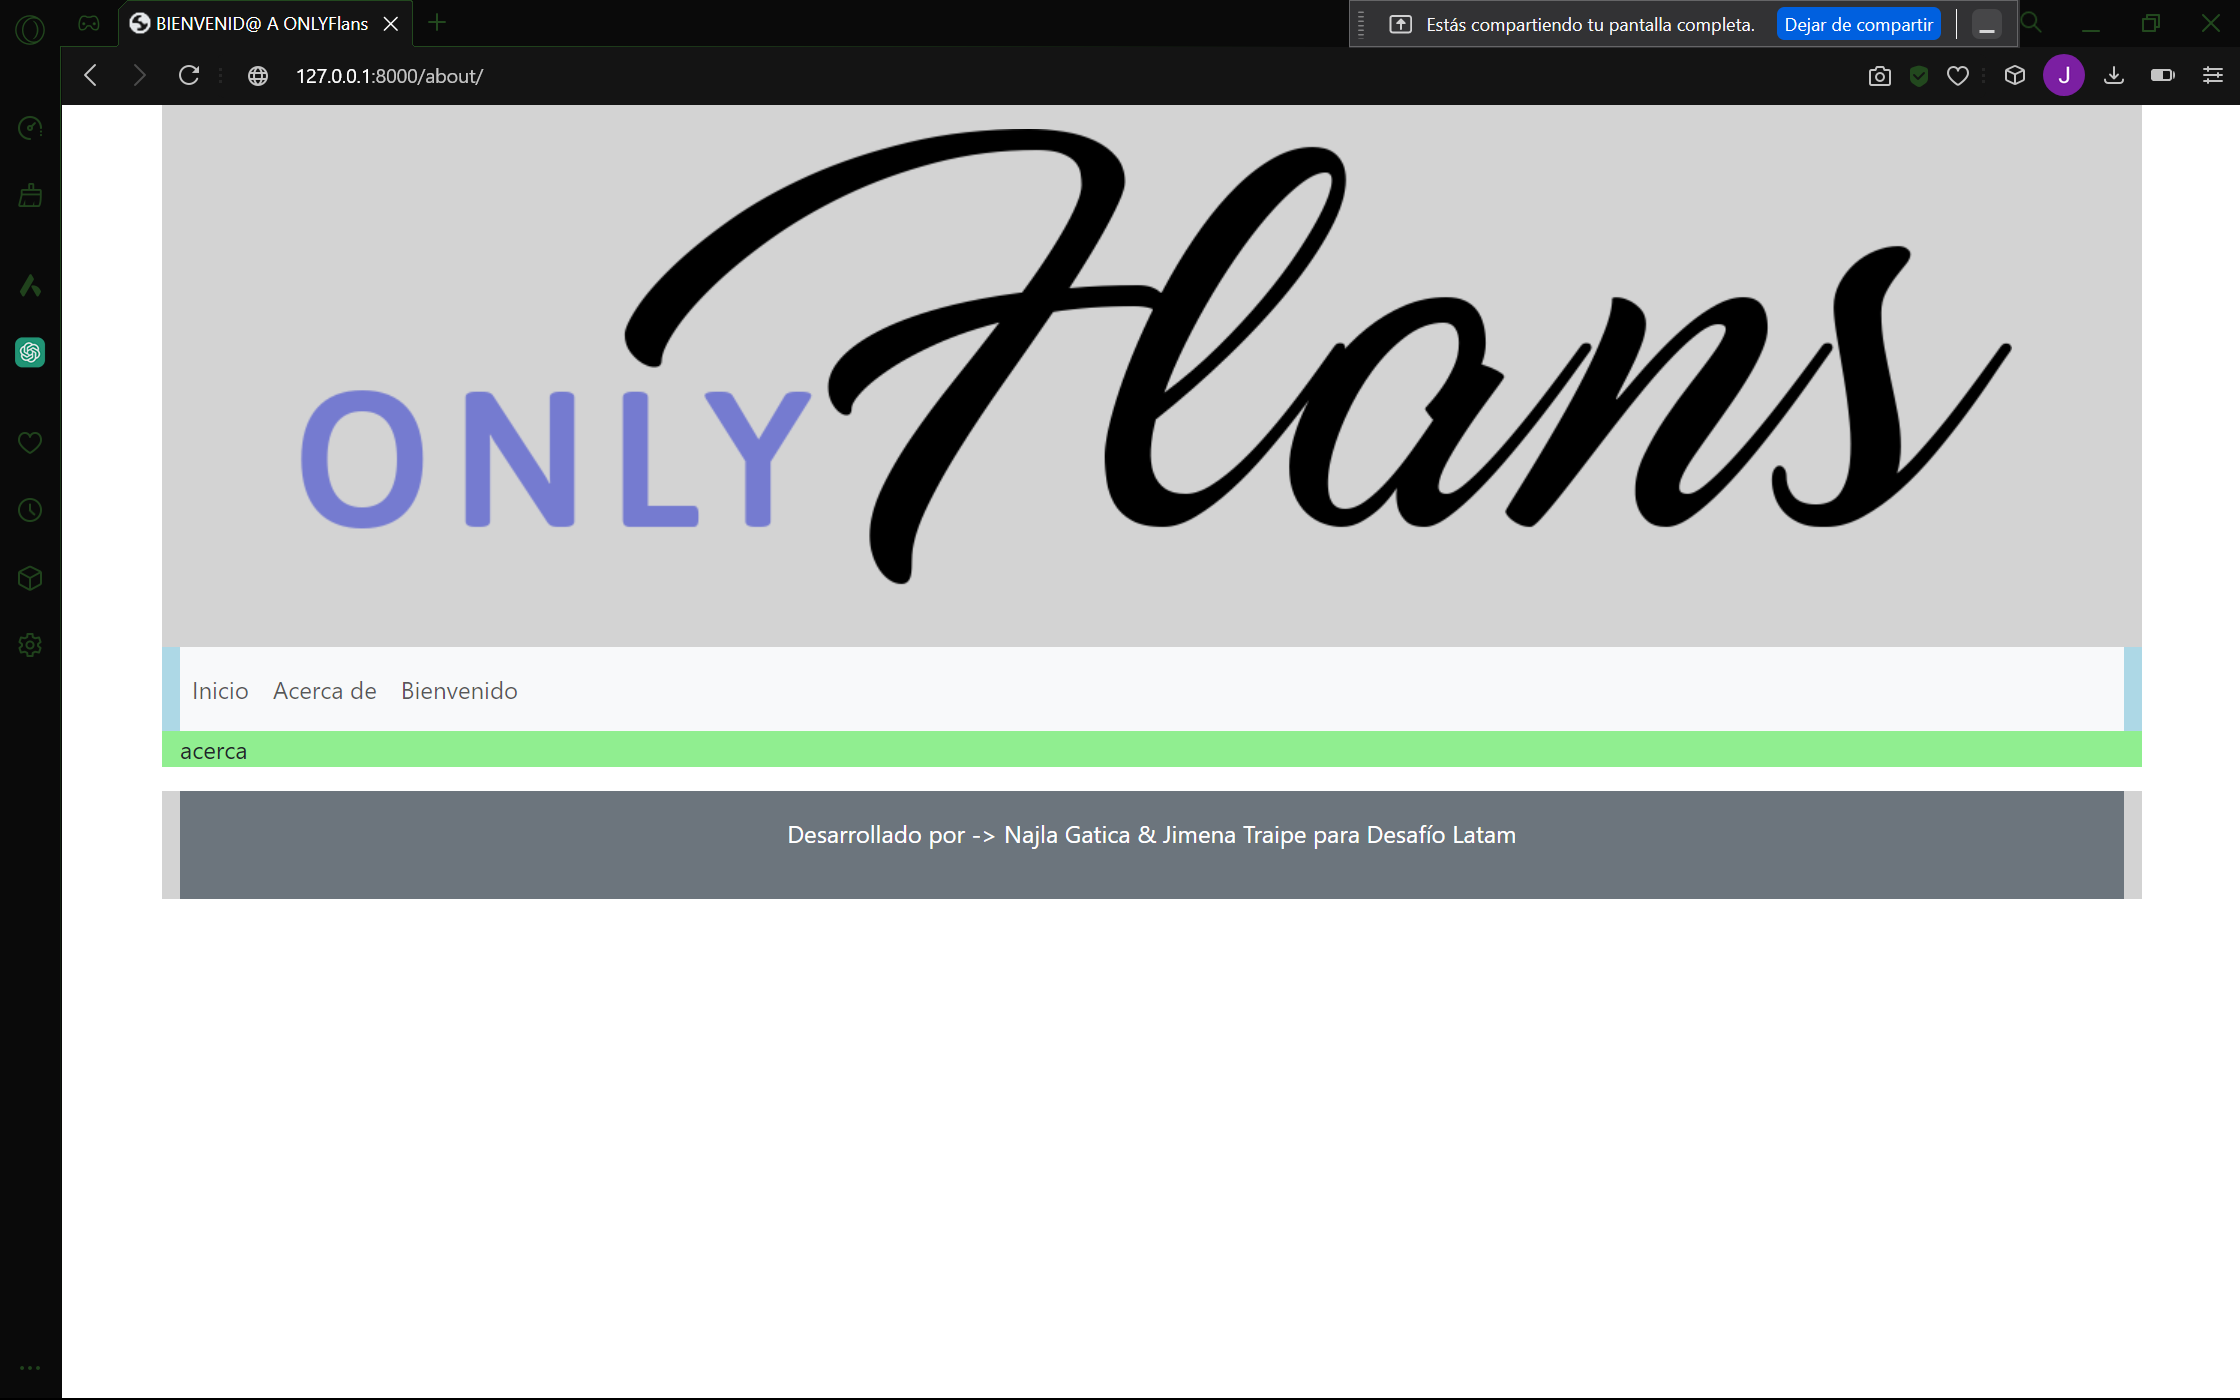 BIENVENID@ A ONLYFlans
Estás compartiendo tu pantalla completa.
Dejar de compartir
127.0.0.1:8000/about/
J
ONLY Flans
Inicio Acerca de Bienvenido
acerca
Desarrollado por -> Najla Gatica & Jimena Traipe para Desafío Latam